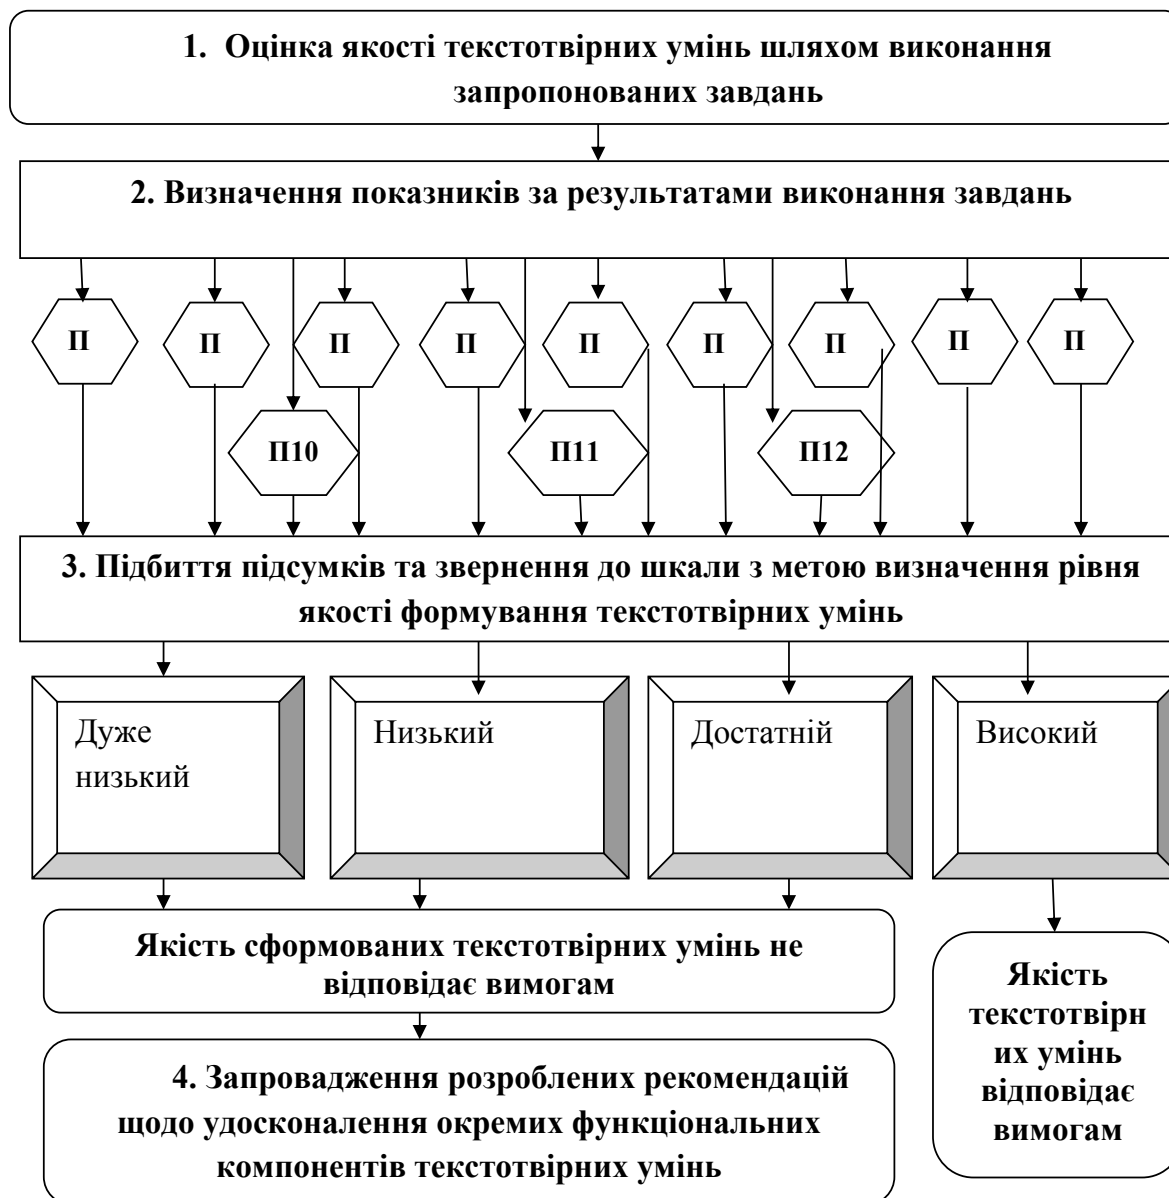 1. Оцінка якості текстотвірних умінь шляхом виконання
запропонованих завдань
2. Визначення показників за результатами виконання завдань
П
П
П
П
П
П
П
П
П
П10
П11
П12
3. Підбиття підсумків та звернення до шкали з метою визначення рівня
якості формування текстотвірних умінь
Дуже
низький
Низький
Достатній
Високий
Якість сформованих текстотвірних умінь не
відповідає вимогам
Якість
текстотвірн
их умінь
відповідає
вимогам
4. Запровадження розроблених рекомендацій
щодо удосконалення окремих функціональних
компонентів текстотвірних умінь